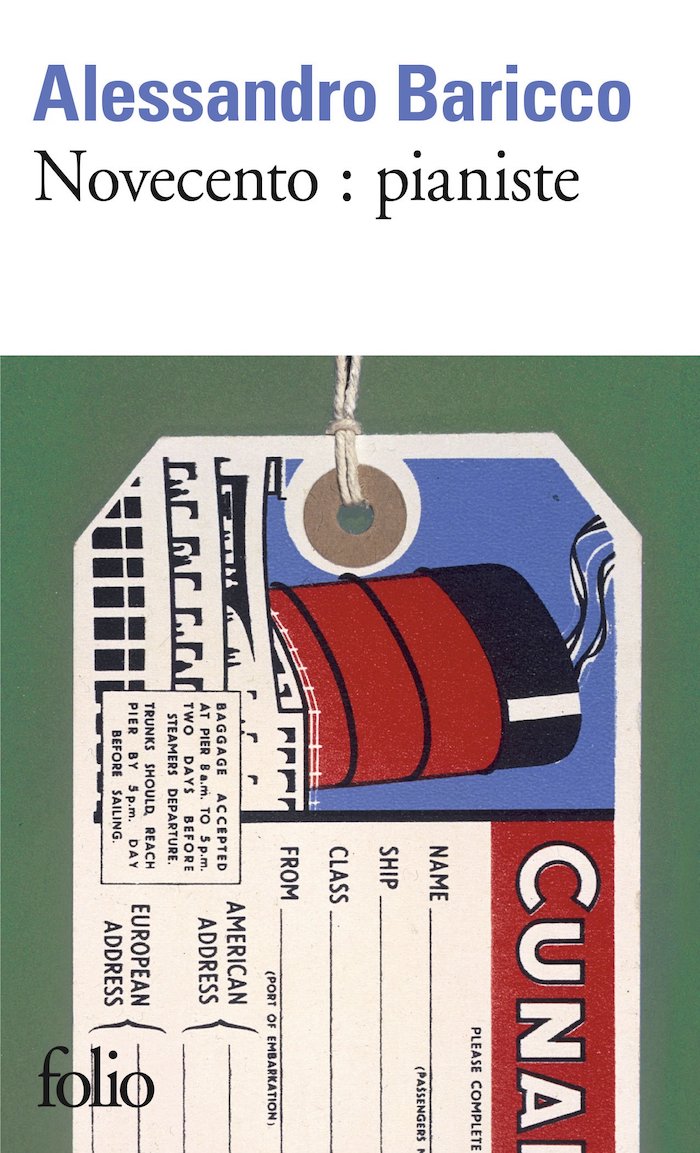 Alessandro Baricco
Novecento : pianiste
BAGGAGE ACCEPTED
AT PIER 8 a.m. TO 5 p.m.
TWO DAYS BEFORE
STEAMERS DEPARTURE.
TRUNKS SHOULD REACH
PIER BY 5 p.m. DAY
BEFORE SAILING.
CUNA
PLEASE COMPLETE
NAME
(PASSENGERS
SHIP
CLASS
FROM
(PORT OF EMBARKATION)
AMERICAN
ADDRESS
EUROPEAN
ADDRESS
folio